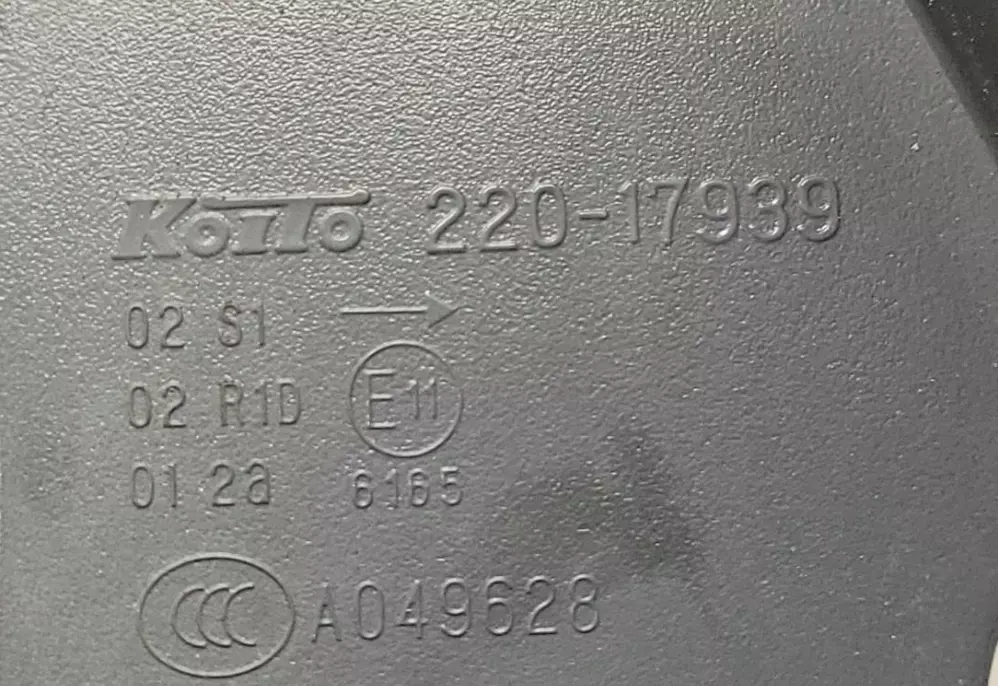 KOITO 220-17939
02 S1 →
02 R1D E11
01 2a 6165
CCC A049628